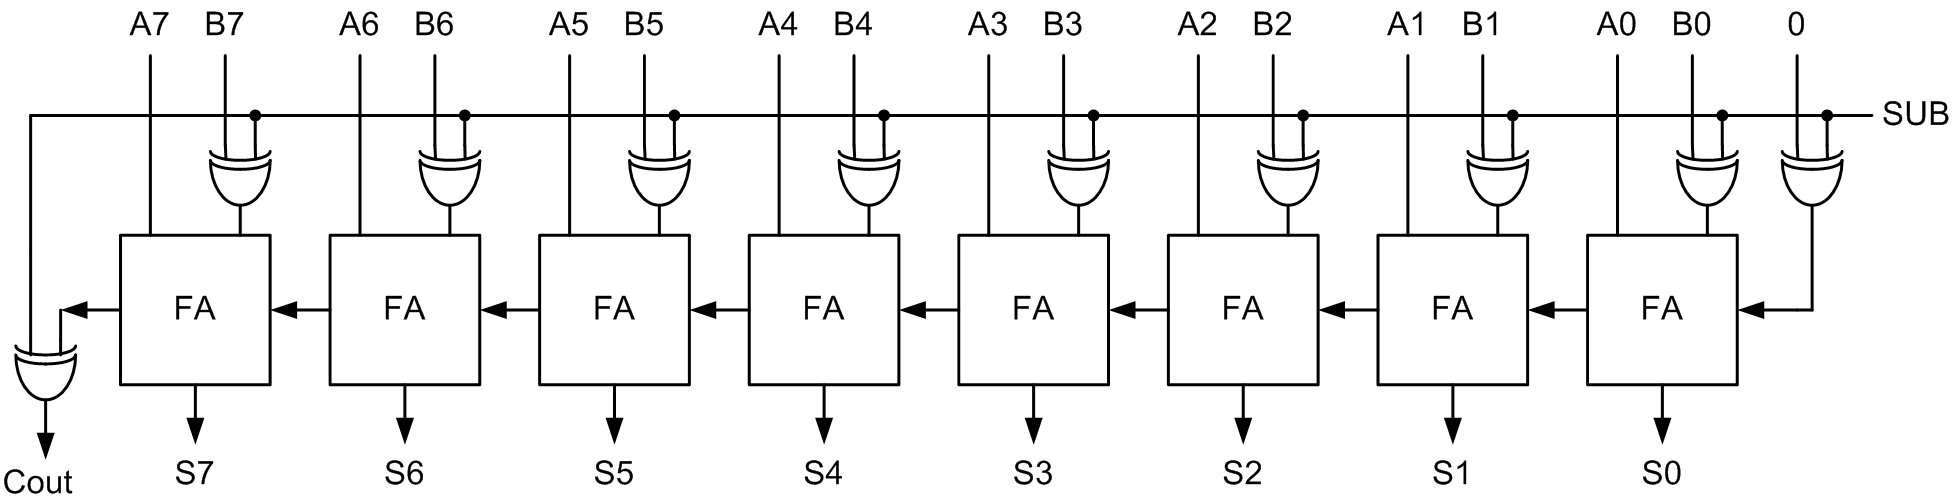 A7 B7 A6 B6 A5 B5 A4 B4 A3 B3 A2 B2 A1 B1 A0 B0 0
SUB
FA FA FA FA FA FA FA FA
Cout S7 S6 S5 S4 S3 S2 S1 S0